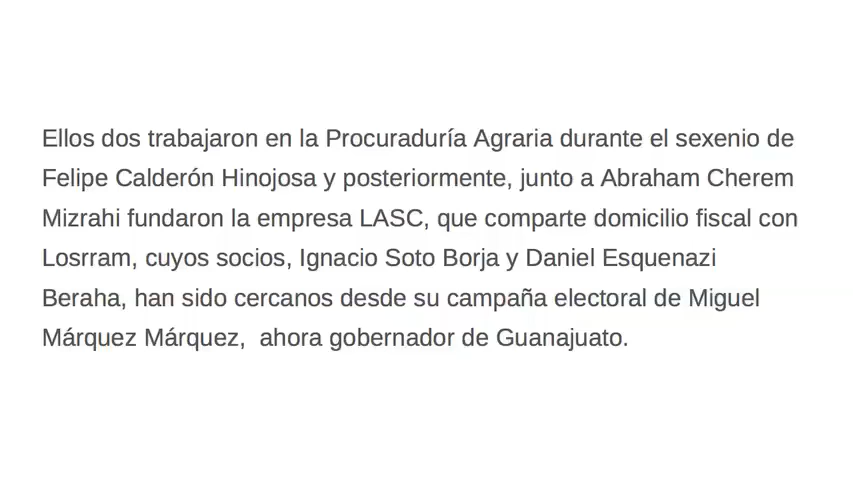 Ellos dos trabajaron en la Procuraduría Agraria durante el sexenio de
Felipe Calderón Hinojosa y posteriormente, junto a Abraham Cherem
Mizrahi fundaron la empresa LASC, que comparte domicilio fiscal con
Losrram, cuyos socios, Ignacio Soto Borja y Daniel Esquenazi
Beraha, han sido cercanos desde su campaña electoral de Miguel
Márquez Márquez,  ahora gobernador de Guanajuato.